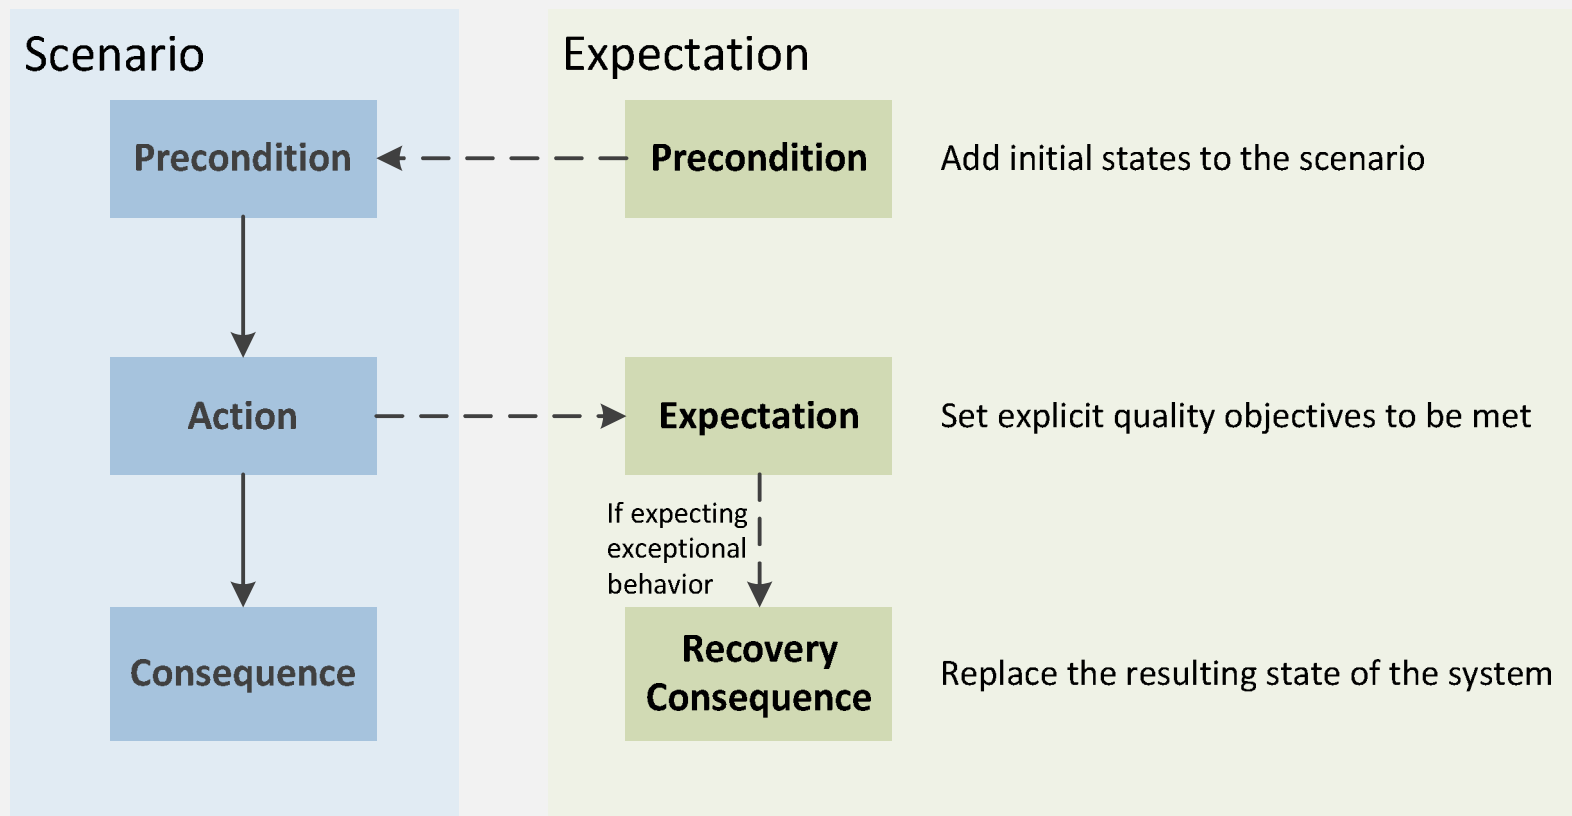 Scenario
Expectation
Precondition
Precondition
Add initial states to the scenario
Action
Expectation
Set explicit quality objectives to be met
If expecting
exceptional
behavior
Consequence
Recovery
Consequence
Replace the resulting state of the system